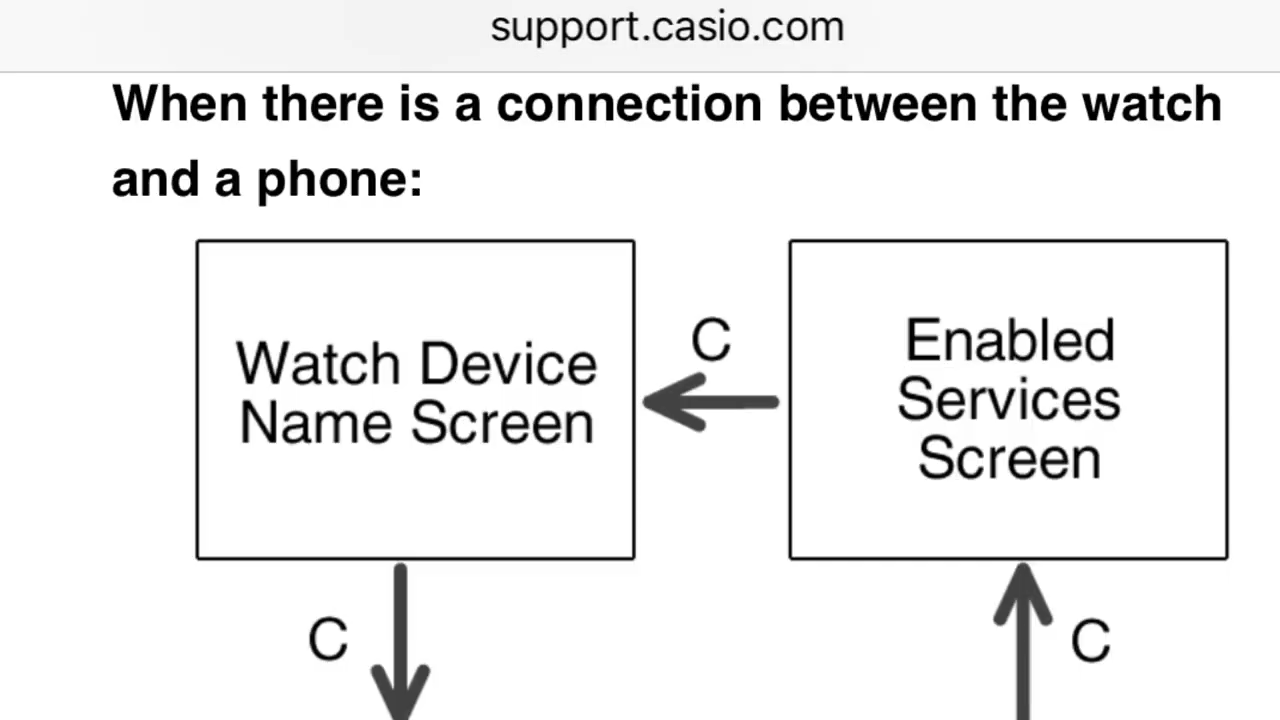 support.casio.com
When there is a connection between the watch
and a phone:
Watch Device
Name Screen
C
Enabled
Services
Screen
C
C